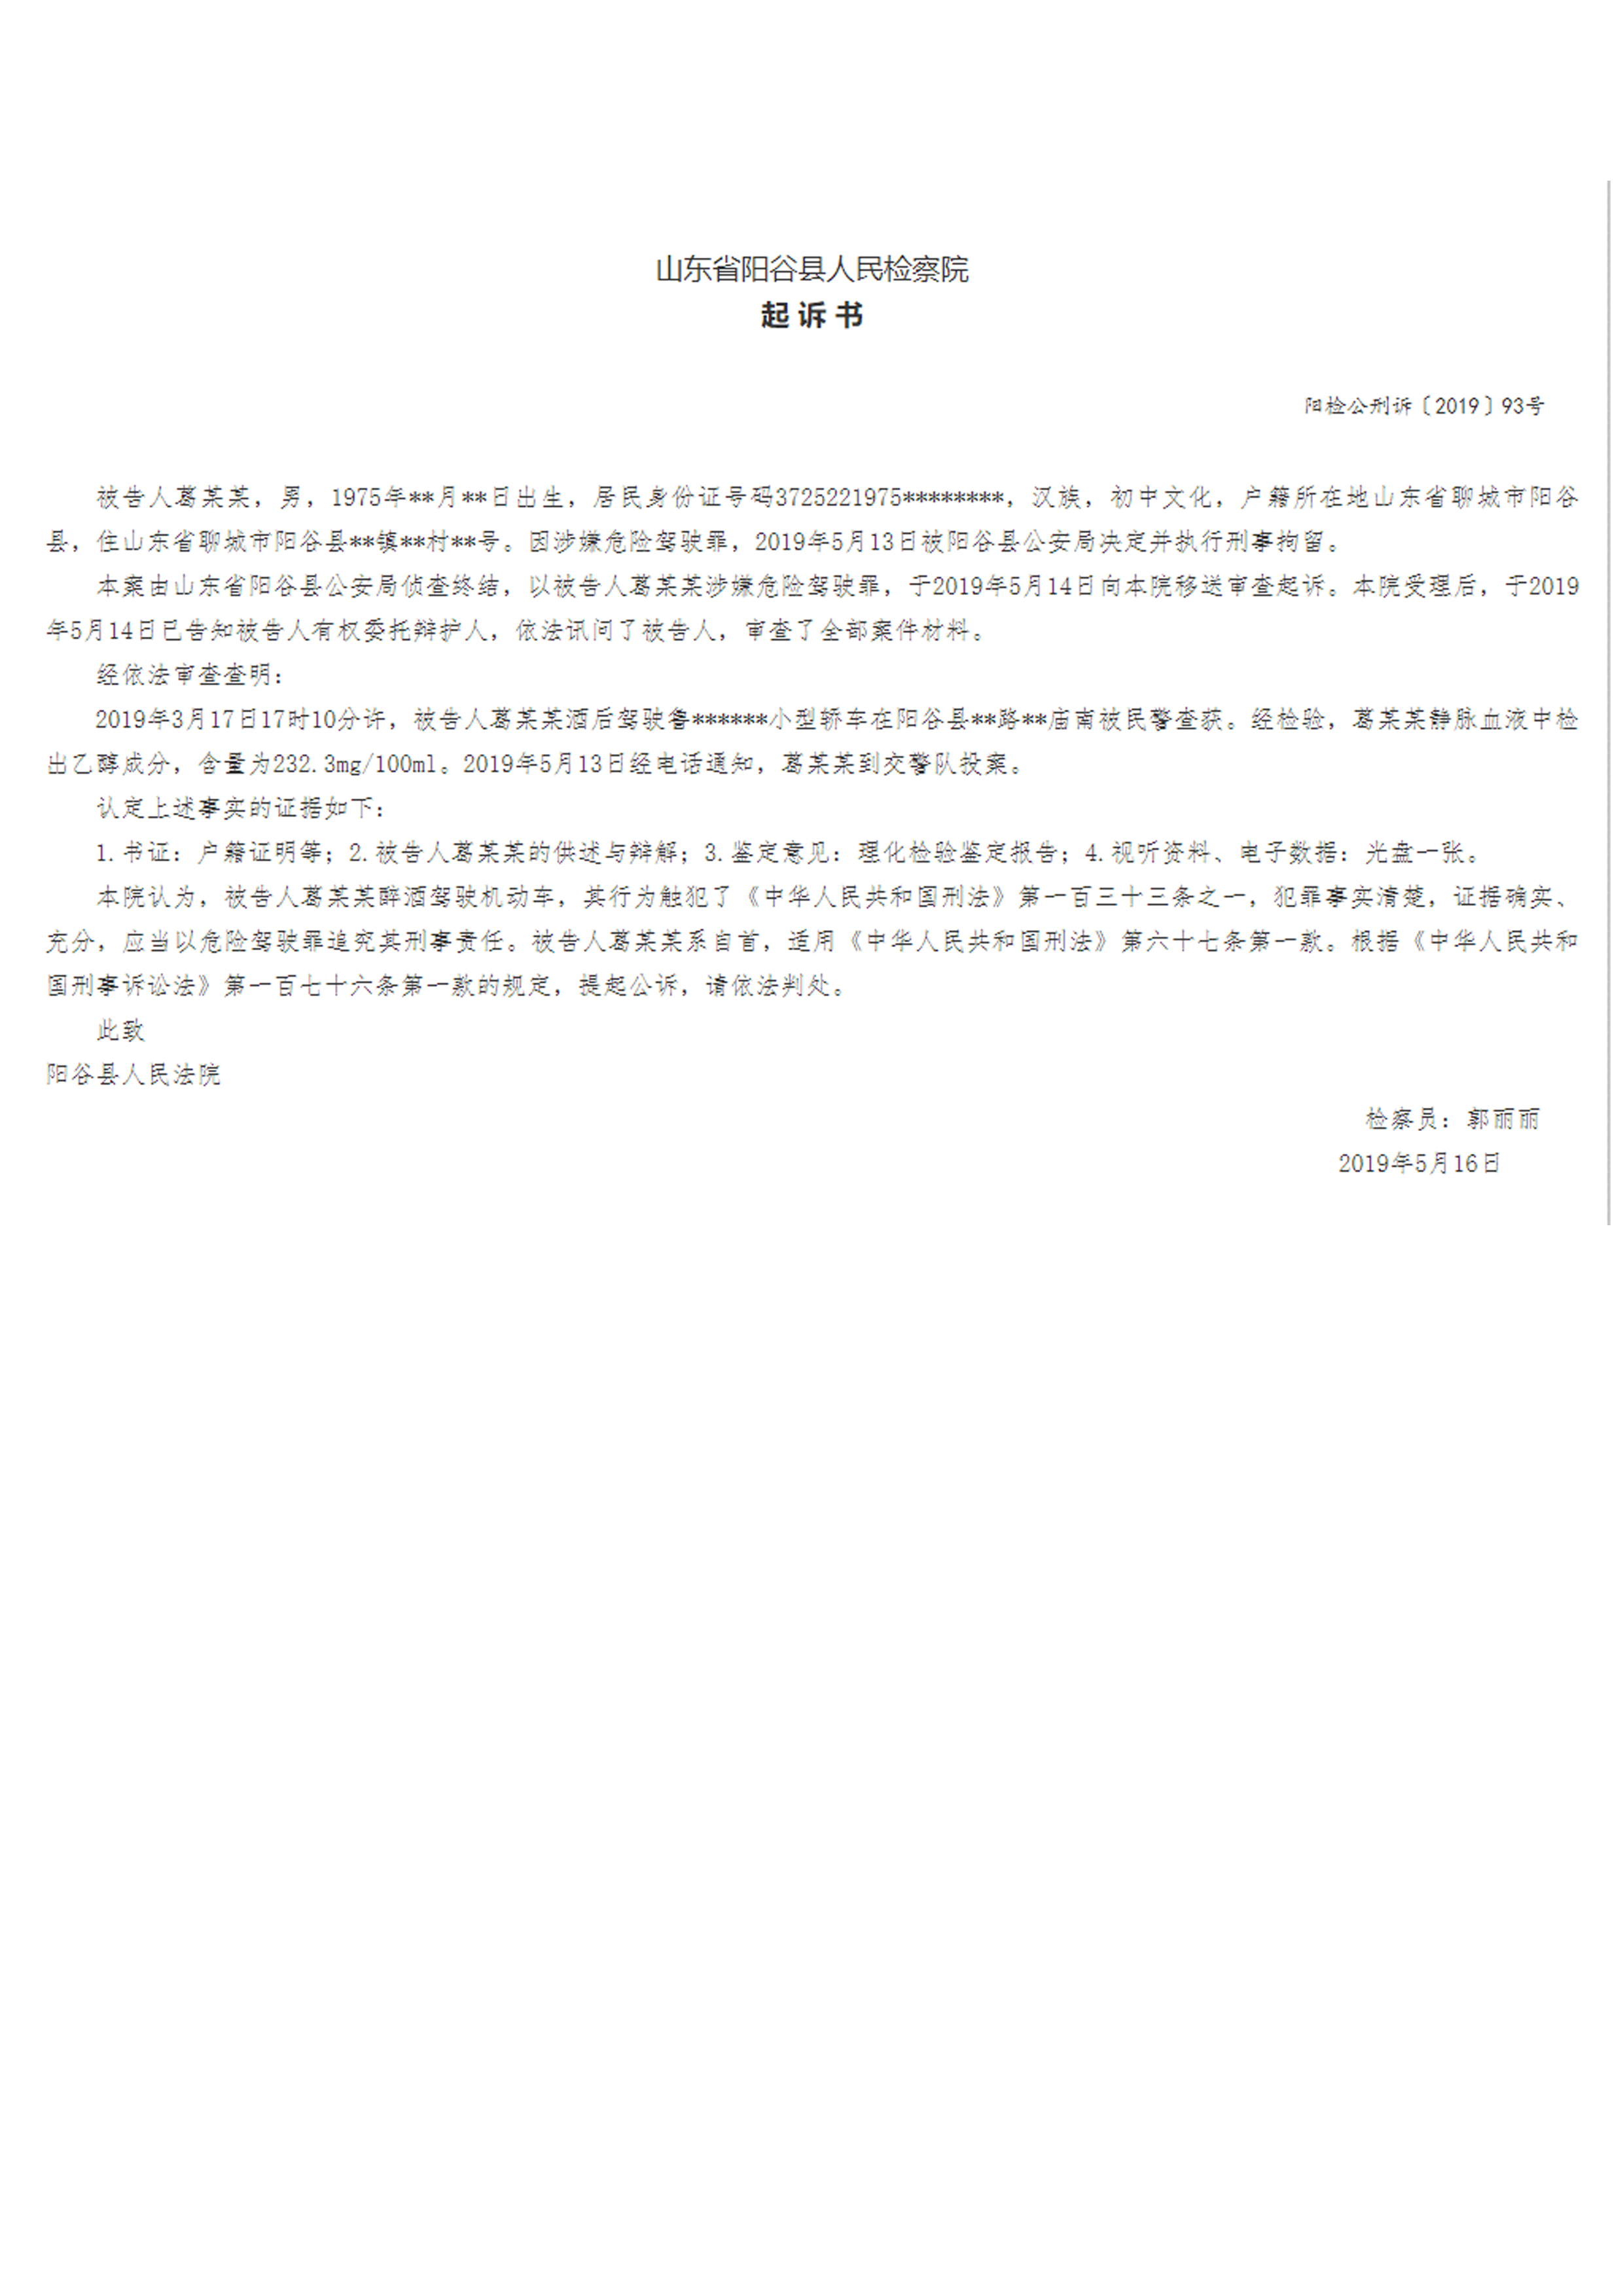 山东省阳谷县人民检察院
起 诉 书
阳检公刑诉〔2019〕93号
被告人葛某某，男，1975年**月**日出生，居民身份证号码3725221975********，汉族，初中文化，户籍所在地山东省聊城市阳谷
县，住山东省聊城市阳谷县**镇**村**号。因涉嫌危险驾驶罪，2019年5月13日被阳谷县公安局决定并执行刑事拘留。
本案由山东省阳谷县公安局侦查终结，以被告人葛某某涉嫌危险驾驶罪，于2019年5月14日向本院移送审查起诉。本院受理后，于2019
年5月14日已告知被告人有权委托辩护人，依法讯问了被告人，审查了全部案件材料。
经依法审查查明：
2019年3月17日17时10分许，被告人葛某某酒后驾驶鲁******小型轿车在阳谷县**路**庙南被民警查获。经检验，葛某某静脉血液中检
出乙醇成分，含量为232.3mg/100ml。2019年5月13日经电话通知，葛某某到交警队投案。
认定上述事实的证据如下：
1.书证：户籍证明等；2.被告人葛某某的供述与辩解；3.鉴定意见：理化检验鉴定报告；4.视听资料、电子数据：光盘一张。
本院认为，被告人葛某某醉酒驾驶机动车，其行为触犯了《中华人民共和国刑法》第一百三十三条之一，犯罪事实清楚，证据确实、
充分，应当以危险驾驶罪追究其刑事责任。被告人葛某某系自首，适用《中华人民共和国刑法》第六十七条第一款。根据《中华人民共和
国刑事诉讼法》第一百七十六条第一款的规定，提起公诉，请依法判处。
此致
阳谷县人民法院
检察员：郭丽丽
2019年5月16日